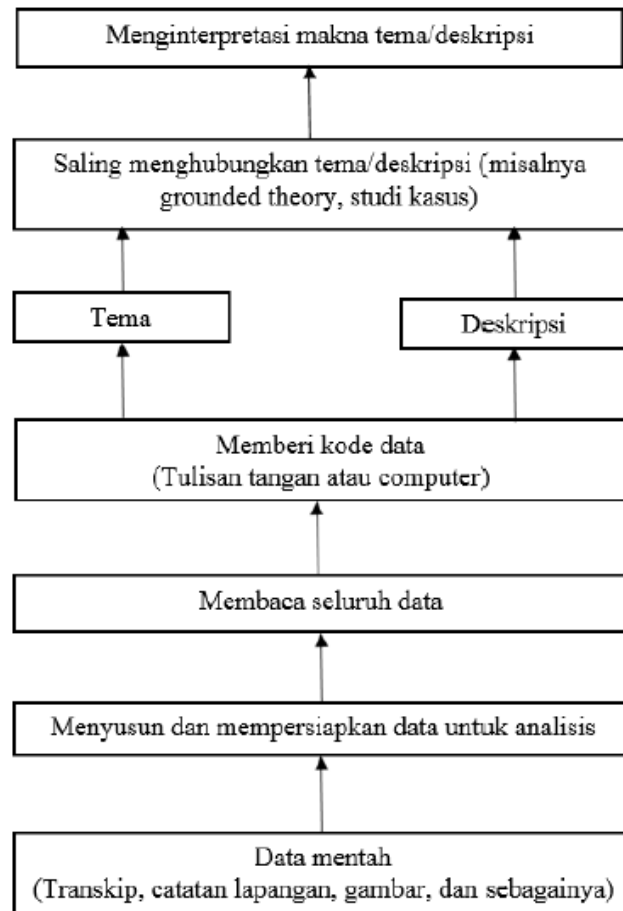 Menginterpretasi makna tema/deskripsi
Saling menghubungkan tema/deskripsi (misalnya
grounded theory, studi kasus)
Tema
Deskripsi
Memberi kode data
(Tulisan tangan atau computer)
Membaca seluruh data
Menyusun dan mempersiapkan data untuk analisis
Data mentah
(Transkip, catatan lapangan, gambar, dan sebagainya)